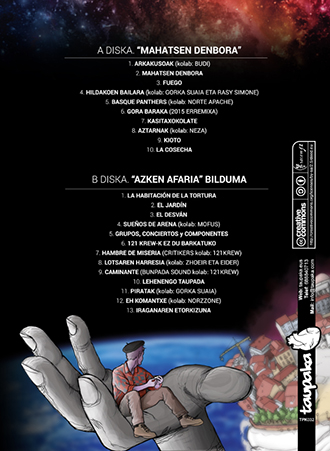 A DISKA. "MAHATSEN DENBORA"
1. ARKAKUSOAK (kolab: BUDI)
2. MAHATSEN DENBORA
3. FUEGO
4. HILDAKOEN BAILARA (kolab: GORKA SUAIA ETA RASY SIMONE)
5. BASQUE PANTHERS (kolab: NORTE APACHE)
6. GORA BARAKA (2015 ERREMIXA)
7. KASITAXOKOLATE
8. AZTARNAK (kolab: NEZA)
9. KIOTO
10. LA COSECHA
B DISKA. "AZKEN AFARIA" BILDUMA
1. LA HABITACIÓN DE LA TORTURA
2. EL JARDÍN
3. EL DESVÁN
4. SUEÑOS DE ARENA (kolab: MOFUS)
5. GRUPOS, CONCIERTOS y COMPONENTES
6. 121 KREW-K EZ DU BARKATUKO
7. HAMBRE DE MISERIA (CRITIKERS kolab: 121KREW)
8. LOTSAREN HARRESIA (kolab: ZHOEIR ETA EIDER)
9. CAMINANTE (BUNPADA SOUND kolab: 121KREW)
10. LEHENENGO TAUPADA
11. PIRATAK (kolab: GORKA SUAIA)
12. EH KOMANTXE (kolab: NORZZONE)
13. IRAGANAREN ETORKIZUNA
creative commons
taupaka
TPK002